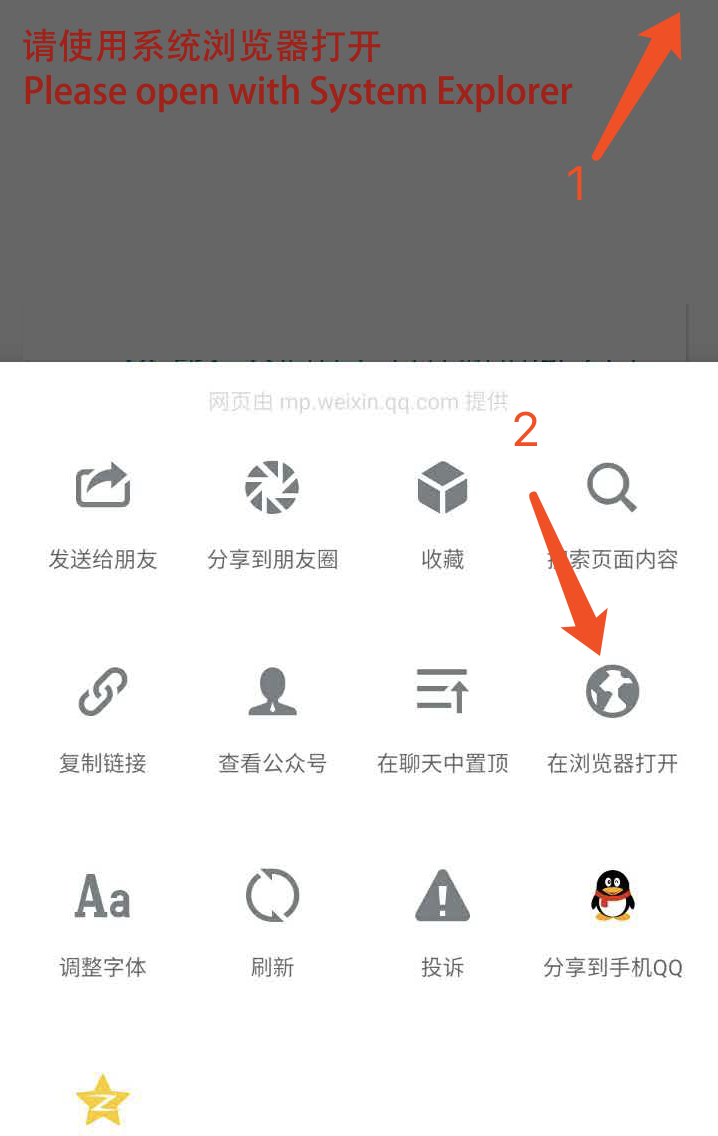 请使用系统浏览器打开
Please open with System Explorer
1
网页由 mp.weixin.qq.com 提供
2
发送给朋友
分享到朋友圈
收藏
索页面内容
复制链接
查看公众号
在聊天中置顶
在浏览器打开
Aa
调整字体
刷新
投诉
分享到手机QQ